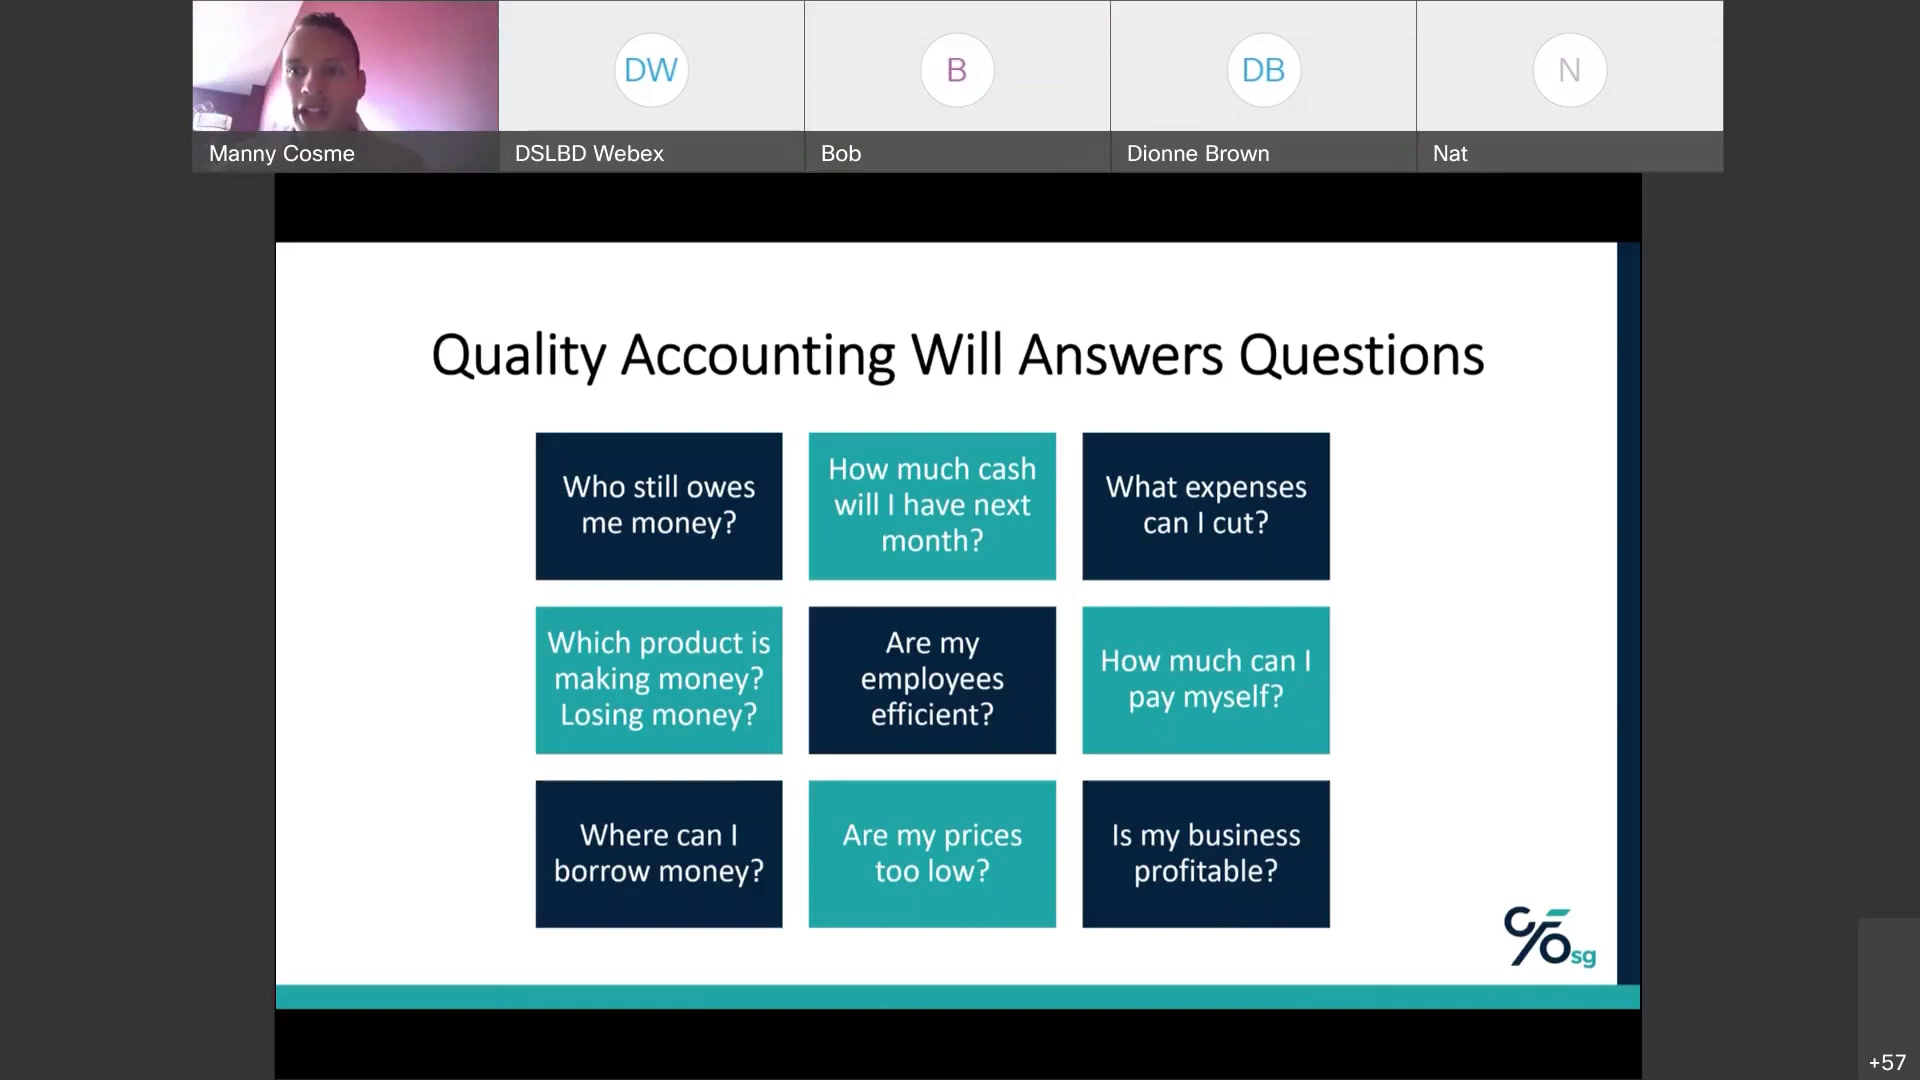 DW
B
DB
N
Manny Cosme
DSLBD Webex
Bob
Dionne Brown
Nat
Quality Accounting Will Answers Questions
Who still owes
me money?
How much cash
will I have next
month?
What expenses
can I cut?
Which product is
making money?
Losing money?
Are my
employees
efficient?
How much can I
pay myself?
Where can I
borrow money?
Are my prices
too low?
Is my business
profitable?
CFO sg
+57